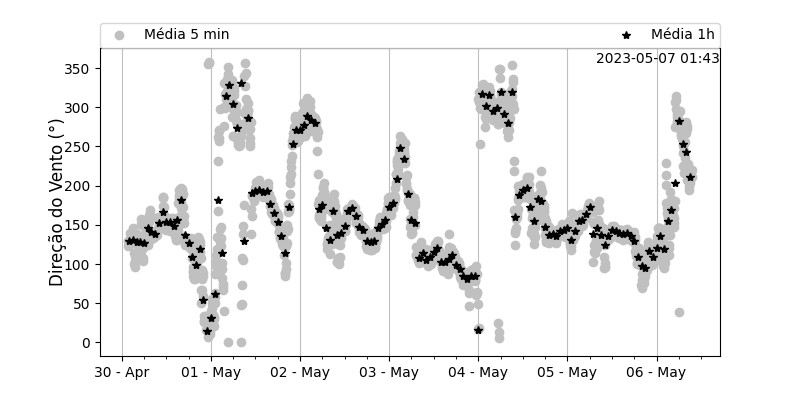 Média 5 min
Média 1h
2023-05-07 01:43
Direção do Vento (°)
350
300
250
200
150
100
50
0
30 - Apr
01 - May
02 - May
03 - May
04 - May
05 - May
06 - May